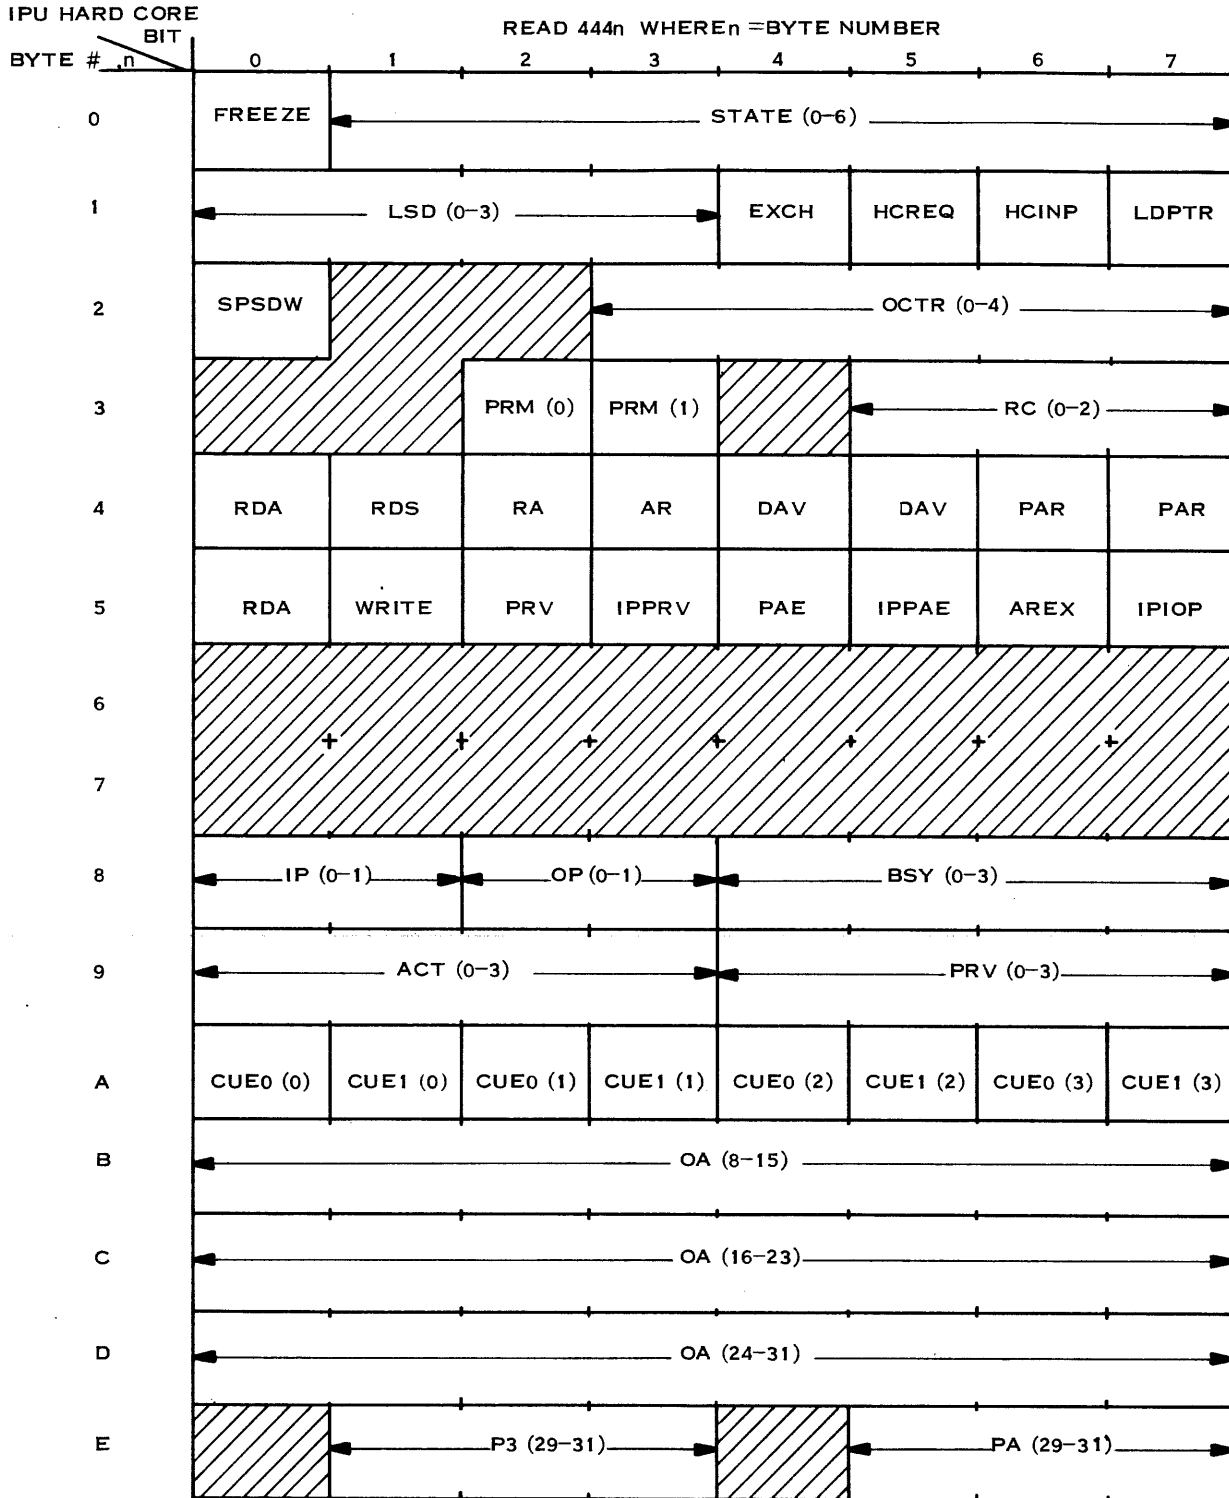 IPU HARD CORE
BIT
READ 444n WHERE n = BYTE NUMBER
BYTE # ,n 0 1 2 3 4 5 6 7
0 FREEZE STATE (0-6)
1 LSD (0-3) EXCH HCREQ HCINP LDPTR
2 SPSDW OCTR (0-4)
3 PRM (0) PRM (1) RC (0-2)
4 RDA RDS RA AR DAV DAV PAR PAR
5 RDA WRITE PRV IPPRV PAE IPPAE AREX IPIOP
6
7
8 IP (0-1) OP (0-1) BSY (0-3)
9 ACT (0-3) PRV (0-3)
A CUE0 (0) CUE1 (0) CUE0 (1) CUE1 (1) CUE0 (2) CUE1 (2) CUE0 (3) CUE1 (3)
B OA (8-15)
C OA (16-23)
D OA (24-31)
E P3 (29-31) PA (29-31)